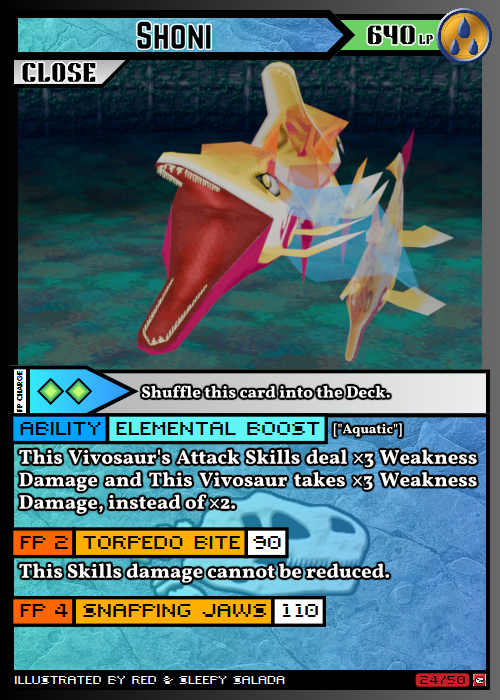 SHONI
640 LP
CLOSE
FP CHARGE
Shuffle this card into the Deck.
ABILITY ELEMENTAL BOOST ["Aquatic"]
This Vivosaur's Attack Skills deal ×3 Weakness
Damage and This Vivosaur takes ×3 Weakness
Damage, instead of ×2.
FP 2 TORPEDO BITE 90
This Skills damage cannot be reduced.
FP 4 SNAPPING JAWS 110
ILLUSTRATED BY RED & SLEEPY SALADA
24/50